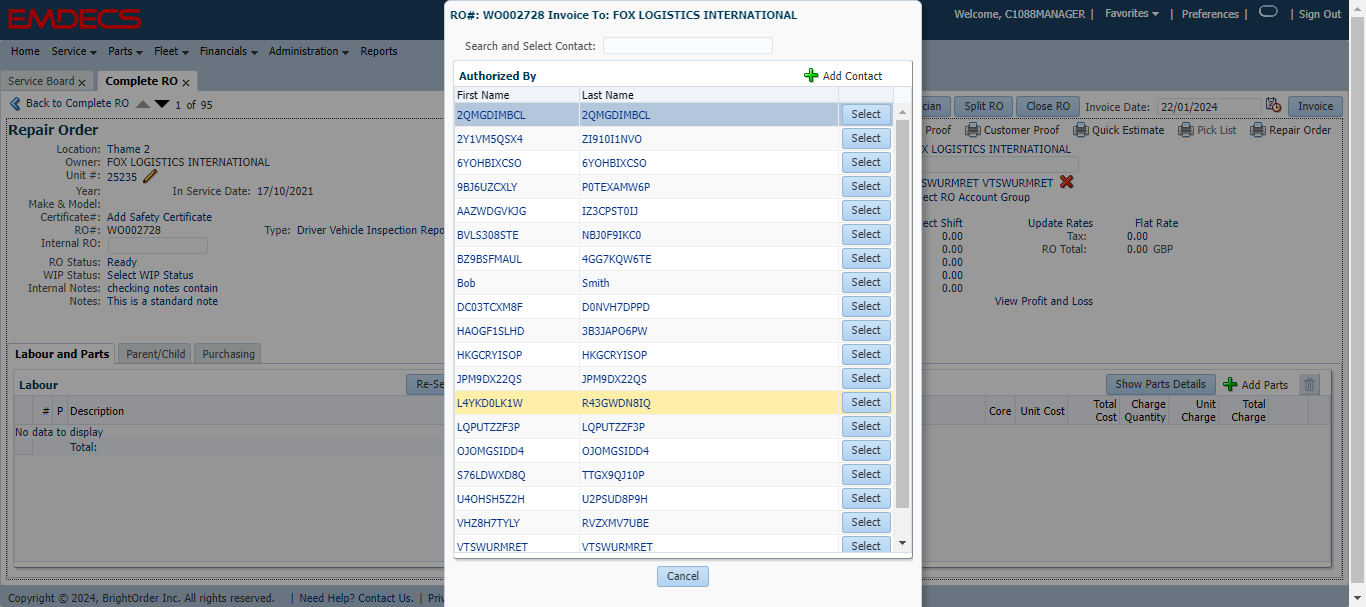 EMDECS
Welcome, C1088MANAGER | Favorites | Preferences | | Sign Out
Home Service Parts Fleet Financials Administration Reports
Service Board x Complete RO x
Back to Complete RO 1 of 95
Split RO Close RO Invoice Date: 22/01/2024 Invoice
Proof Customer Proof Quick Estimate Pick List Repair Order
Repair Order
Location: Thame 2
Owner: FOX LOGISTICS INTERNATIONAL
Unit #: 25235
Year: In Service Date: 17/10/2021
Make & Model:
Certificate#: Add Safety Certificate
RO#: WO002728 Type: Driver Vehicle Inspection Repo
Internal RO:
RO Status: Ready
WIP Status: Select WIP Status
Internal Notes: checking notes contain
Notes: This is a standard note
X LOGISTICS INTERNATIONAL
SWURMRET VTSWURMRET
RO Account Group
Shift Update Rates Flat Rate
0.00 Tax: 0.00
0.00 RO Total: 0.00 GBP
0.00
0.00
0.00
View Profit and Loss
Labour and Parts Parent/Child Purchasing
Labour
Show Parts Details Add Parts
# P Description
Core Unit Cost Total Cost Charge Quantity Unit Charge Total Charge
No data to display
Total:
RO#: WO002728 Invoice To: FOX LOGISTICS INTERNATIONAL
Search and Select Contact:
Authorized By Add Contact
First Name Last Name
2QMGDIMBCL 2QMGDIMBCL Select
2Y1VM5QSX4 ZI910I1NVO Select
6YOHBIXCSO 6YOHBIXCSO Select
9BJ6UZCXLY P0TEXAMW6P Select
AAZWDGVKJG IZ3CPST0IJ Select
BVLS308STE NBJ0F9IKC0 Select
BZ9BSFMAUL 4GG7KQW6TE Select
Bob Smith Select
DC03TCXM8F D0NVH7DPPD Select
HAOGF1SLHD 3B3JAPO6PW Select
HKGCRYISOP HKGCRYISOP Select
JPM9DX22QS JPM9DX22QS Select
L4YKD0LK1W R43GWDN8IQ Select
LQPUTZZF3P LQPUTZZF3P Select
OJOMGSIDD4 OJOMGSIDD4 Select
S76LDWXD8Q TTGX9QJ10P Select
U4OHSH5Z2H U2PSUD8P9H Select
VHZ8H7TYLY RVZXMV7UBE Select
VTSWURMRET VTSWURMRET Select
Cancel
Copyright © 2024, BrightOrder Inc. All rights reserved. | Need Help? Contact Us. |